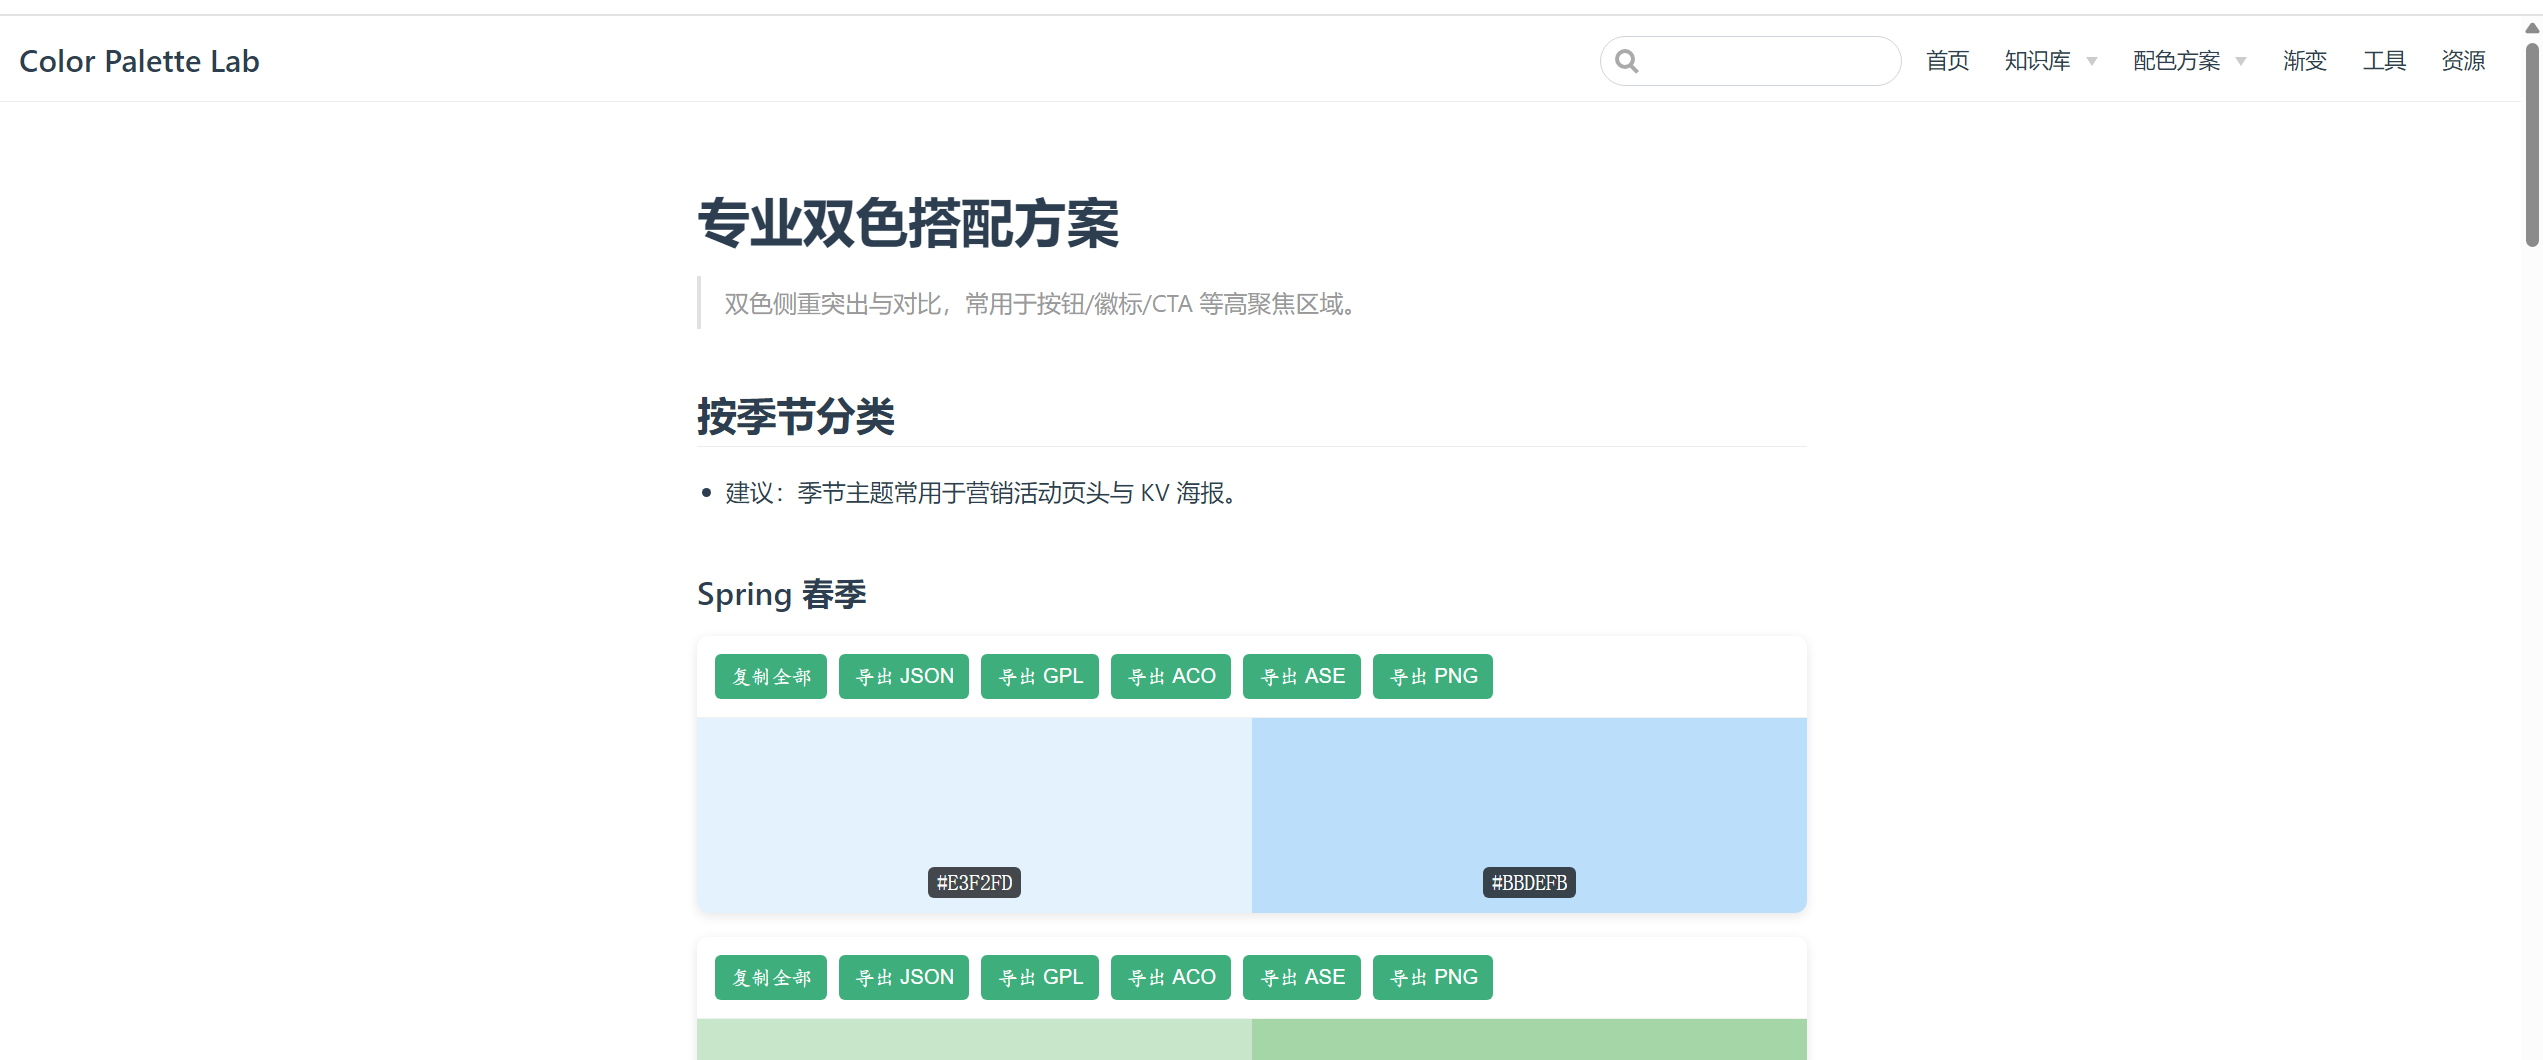 Color Palette Lab
首页 知识库 配色方案 渐变 工具 资源
专业双色搭配方案
双色侧重突出与对比，常用于按钮/徽标/CTA 等高聚焦区域。
按季节分类
建议：季节主题常用于营销活动页头与 KV 海报。
Spring 春季
复制全部 导出 JSON 导出 GPL 导出 ACO 导出 ASE 导出 PNG
#E3F2FD #BBDEFB
复制全部 导出 JSON 导出 GPL 导出 ACO 导出 ASE 导出 PNG